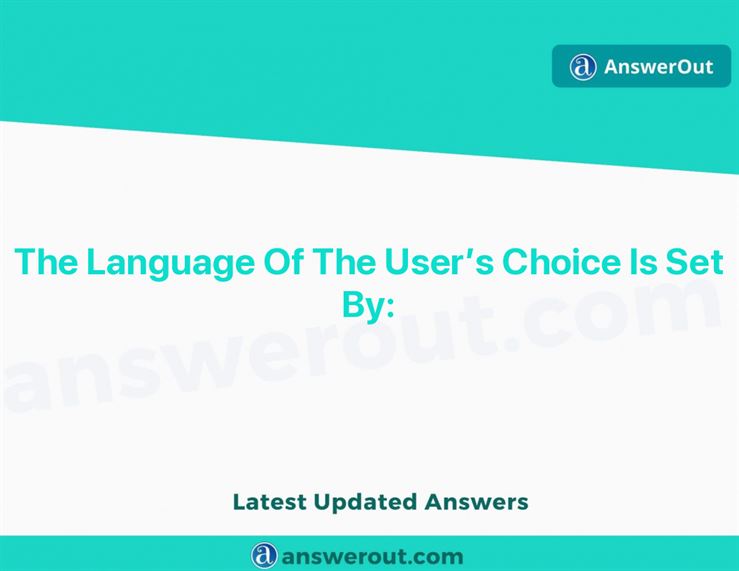 AnswerOut
The Language Of The User’s Choice Is Set
By:
answerout.com
Latest Updated Answers
answerout.com